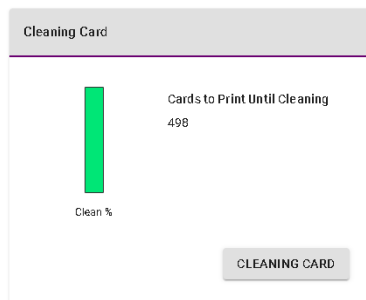 Cleaning Card
Cards to Print Until Cleaning
498
Clean %
CLEANING CARD